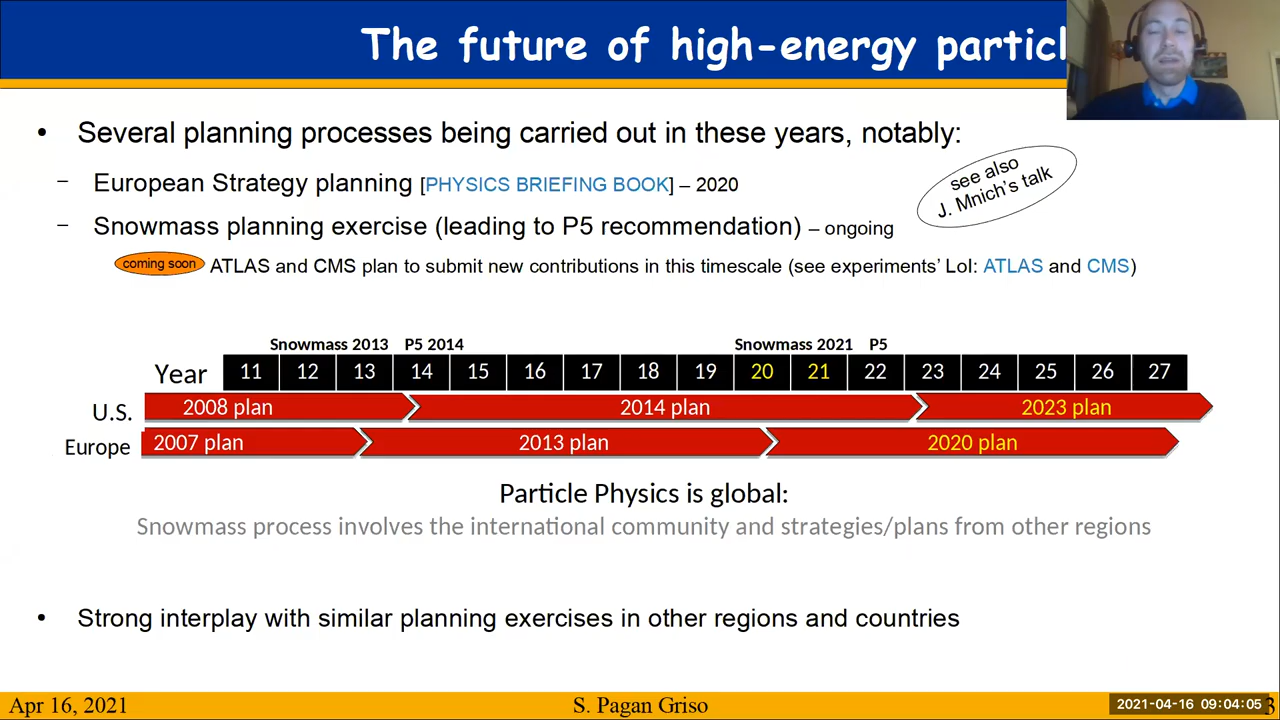 The future of high-energy particl
• Several planning processes being carried out in these years, notably:
– European Strategy planning [PHYSICS BRIEFING BOOK] – 2020
see also
J. Mnich's talk
– Snowmass planning exercise (leading to P5 recommendation) – ongoing
coming soon ATLAS and CMS plan to submit new contributions in this timescale (see experiments' LoI: ATLAS and CMS)
Snowmass 2013 P5 2014 Snowmass 2021 P5
Year 11 12 13 14 15 16 17 18 19 20 21 22 23 24 25 26 27
U.S. 2008 plan 2014 plan 2023 plan
Europe 2007 plan 2013 plan 2020 plan
Particle Physics is global:
Snowmass process involves the international community and strategies/plans from other regions
• Strong interplay with similar planning exercises in other regions and countries
Apr 16, 2021 S. Pagan Griso 2021-04-16 09:04:05 3